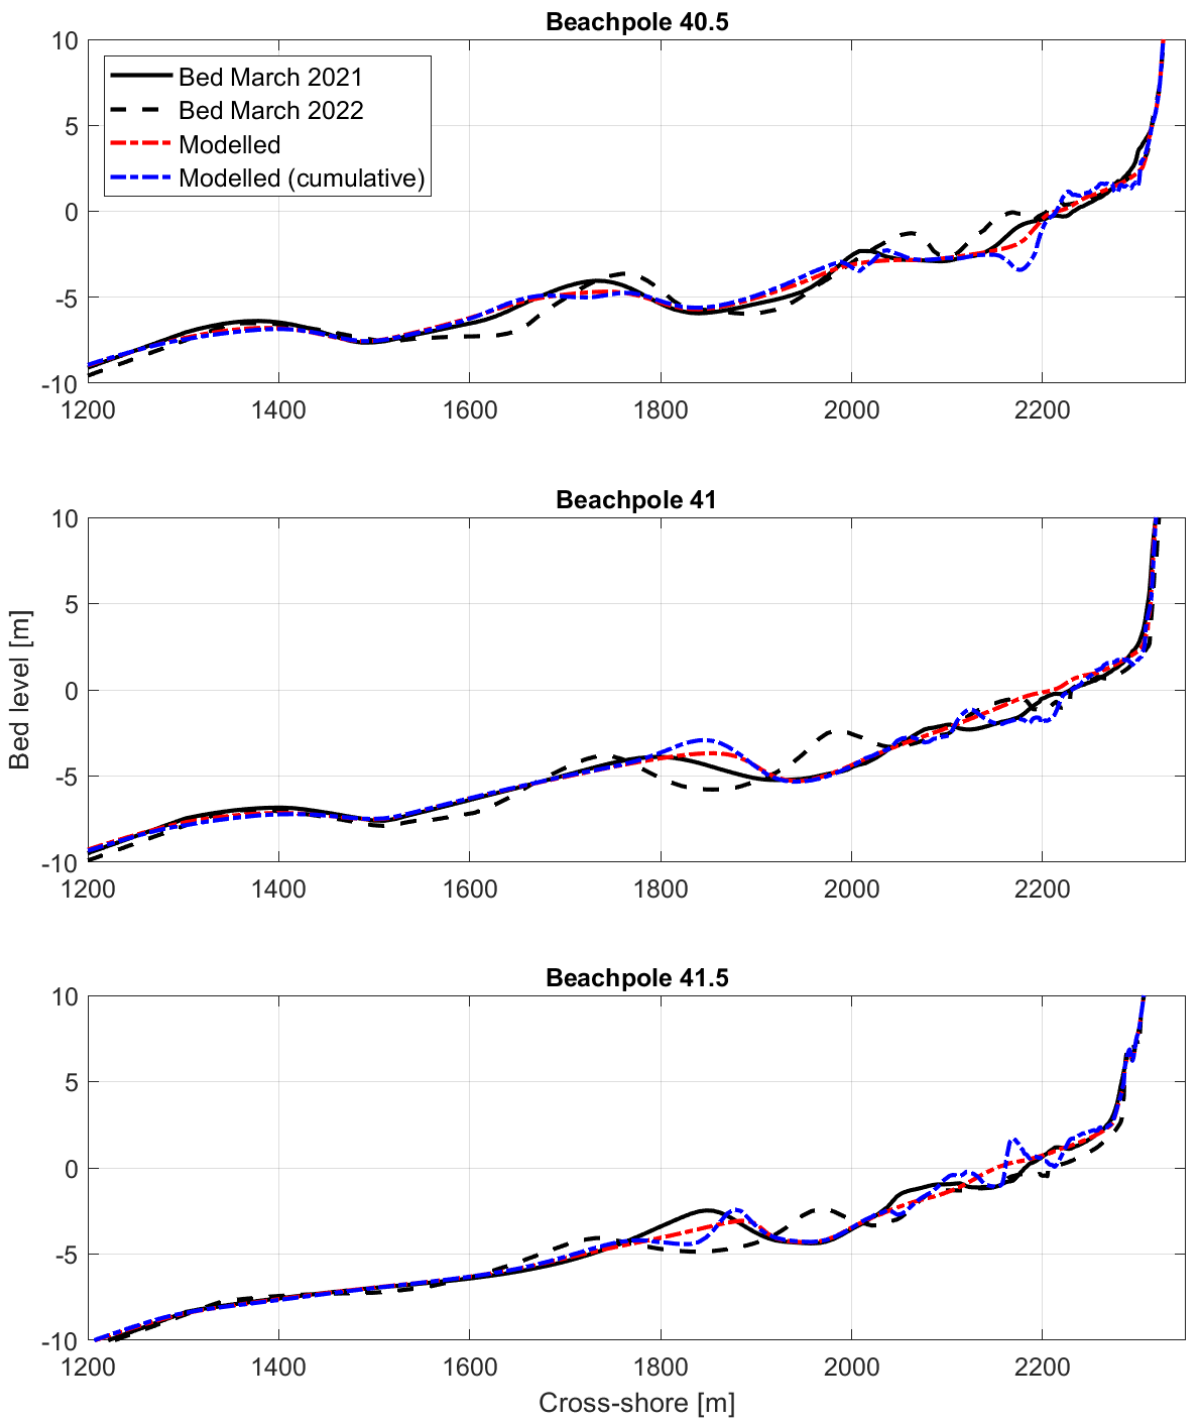 Beachpole 40.5
10
5
0
-5
-10
Bed March 2021
Bed March 2022
Modelled
Modelled (cumulative)
1200 1400 1600 1800 2000 2200
Beachpole 41
10
5
0
-5
-10
1200 1400 1600 1800 2000 2200
Bed level [m]
Beachpole 41.5
10
5
0
-5
-10
1200 1400 1600 1800 2000 2200
Cross-shore [m]